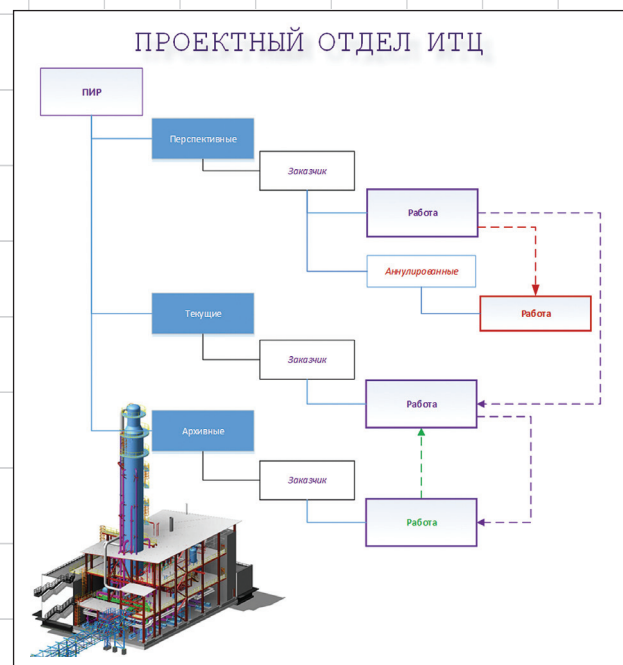 ПРОЕКТНЫЙ ОТДЕЛ ИТЦ
ПИР
Перспективные
Заказчик
Работа
Аннулированные
Работа
Текущие
Заказчик
Работа
Архивные
Заказчик
Работа